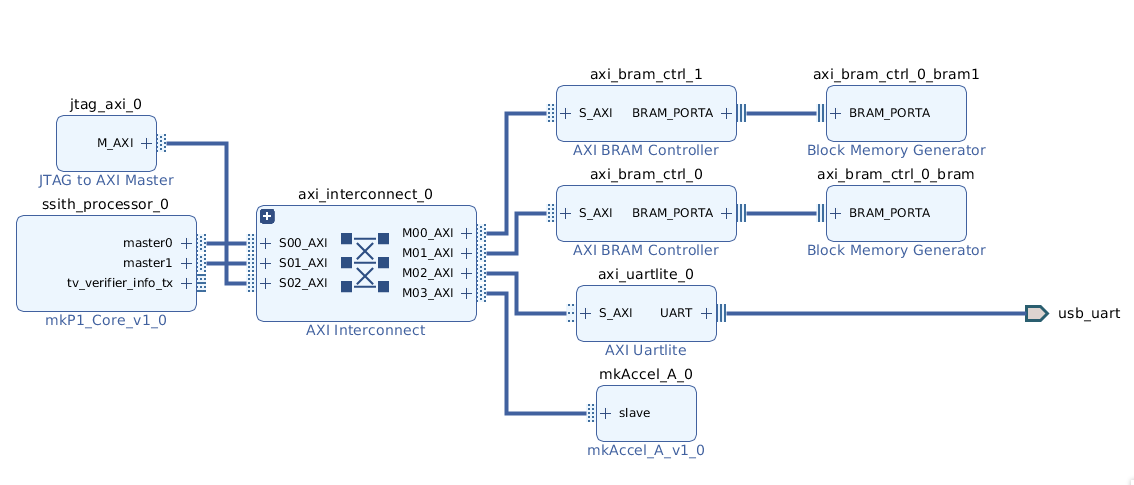 jtag_axi_0
M_AXI
JTAG to AXI Master
ssith_processor_0
master0
master1
tv_verifier_info_tx
mkP1_Core_v1_0
axi_interconnect_0
S00_AXI
S01_AXI
S02_AXI
M00_AXI
M01_AXI
M02_AXI
M03_AXI
AXI Interconnect
axi_bram_ctrl_1
S_AXI BRAM_PORTA
AXI BRAM Controller
axi_bram_ctrl_0_bram1
BRAM_PORTA
Block Memory Generator
axi_bram_ctrl_0
S_AXI BRAM_PORTA
AXI BRAM Controller
axi_bram_ctrl_0_bram
BRAM_PORTA
Block Memory Generator
axi_uartlite_0
S_AXI UART
AXI Uartlite
usb_uart
mkAccel_A_0
slave
mkAccel_A_v1_0